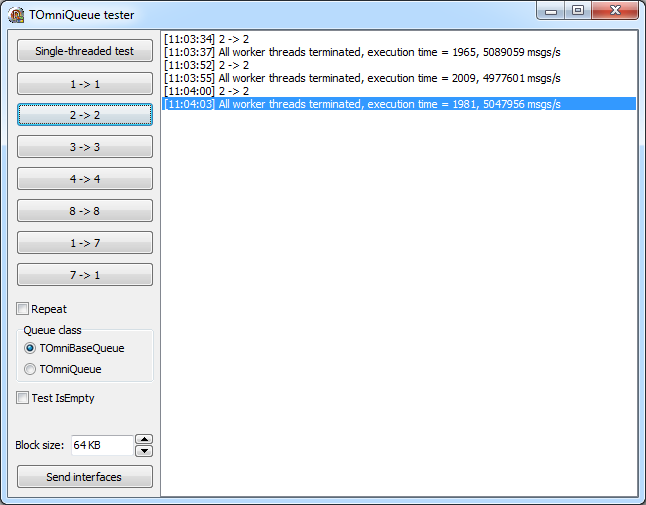 TOmniQueue tester
Single-threaded test
1 -> 1
2 -> 2
3 -> 3
4 -> 4
8 -> 8
1 -> 7
7 -> 1
Repeat
Queue class
TOmniBaseQueue
TOmniQueue
Test IsEmpty
Block size: 64 KB
Send interfaces
[11:03:34] 2 -> 2
[11:03:37] All worker threads terminated, execution time = 1965, 5089059 msgs/s
[11:03:52] 2 -> 2
[11:03:55] All worker threads terminated, execution time = 2009, 4977601 msgs/s
[11:04:00] 2 -> 2
[11:04:03] All worker threads terminated, execution time = 1981, 5047956 msgs/s